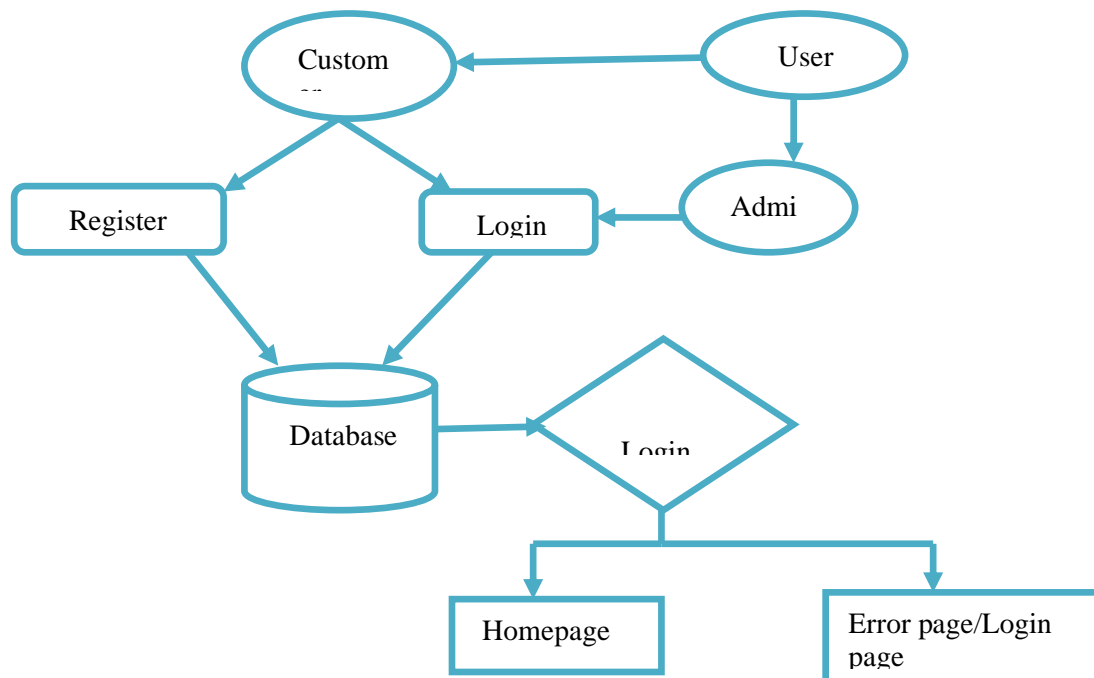 User
Custom
Admi
Register
Login
Database
Login
Homepage
Error page/Login
page